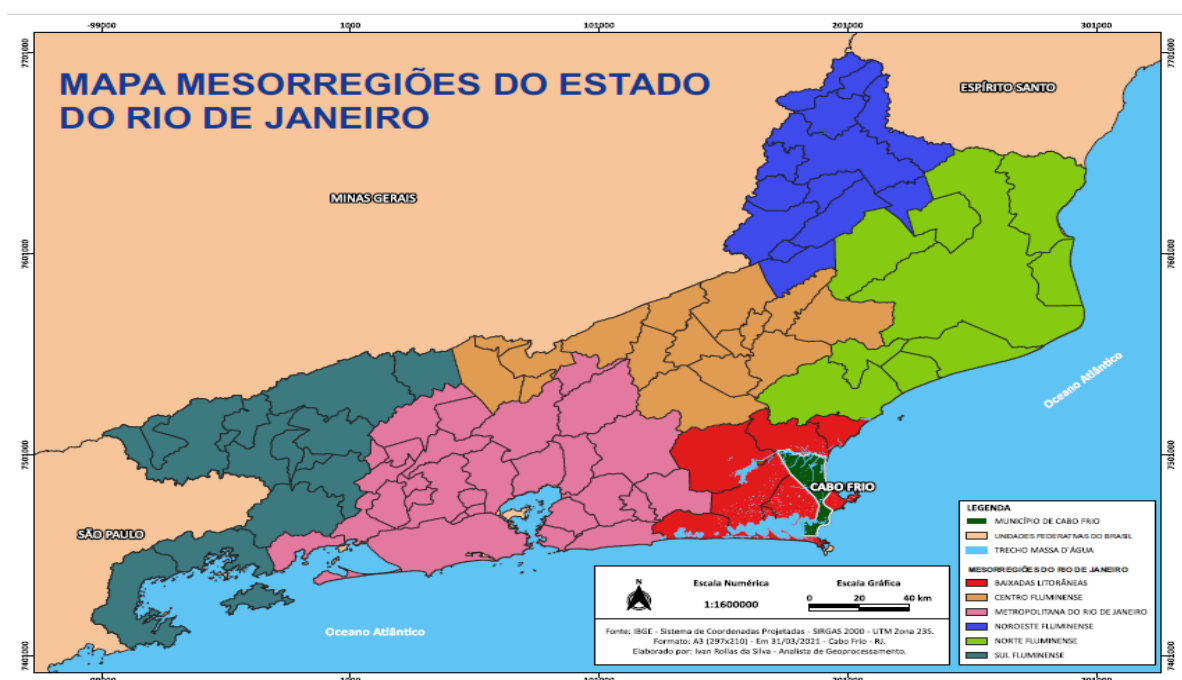 -99000 1000 101000 201000 301000
7701000 7701000
MAPA MESORREGIÕES DO ESTADO
DO RIO DE JANEIRO
ESPÍRITO SANTO
MINAS GERAIS
7601000 7601000
Oceano Atlântico
7501000 7501000
CABO FRIO
SÃO PAULO
Oceano Atlântico
LEGENDA
MUNICÍPIO DE CABO FRIO
UNIDADES FEDERATIVAS DO BRASIL
TRECHO MASSA D'ÁGUA
MESORREGIÕES DO RIO DE JANEIRO
BAIXADAS LITORÂNEAS
CENTRO FLUMINENSE
METROPOLITANA DO RIO DE JANEIRO
NOROESTE FLUMINENSE
NORTE FLUMINENSE
SUL FLUMINENSE
N
Escala Numérica
1:1600000
Escala Gráfica
0 20 40 km
Fonte: IBGE - Sistema de Coordenadas Projetadas - SIRGAS 2000 - UTM Zona 23S.
Formato: A3 (297x210) - Em 31/03/2021 - Cabo Frio - RJ.
Elaborado por: Ivan Rollas da Silva - Analista de Geoprocessamento.
7401000 7401000